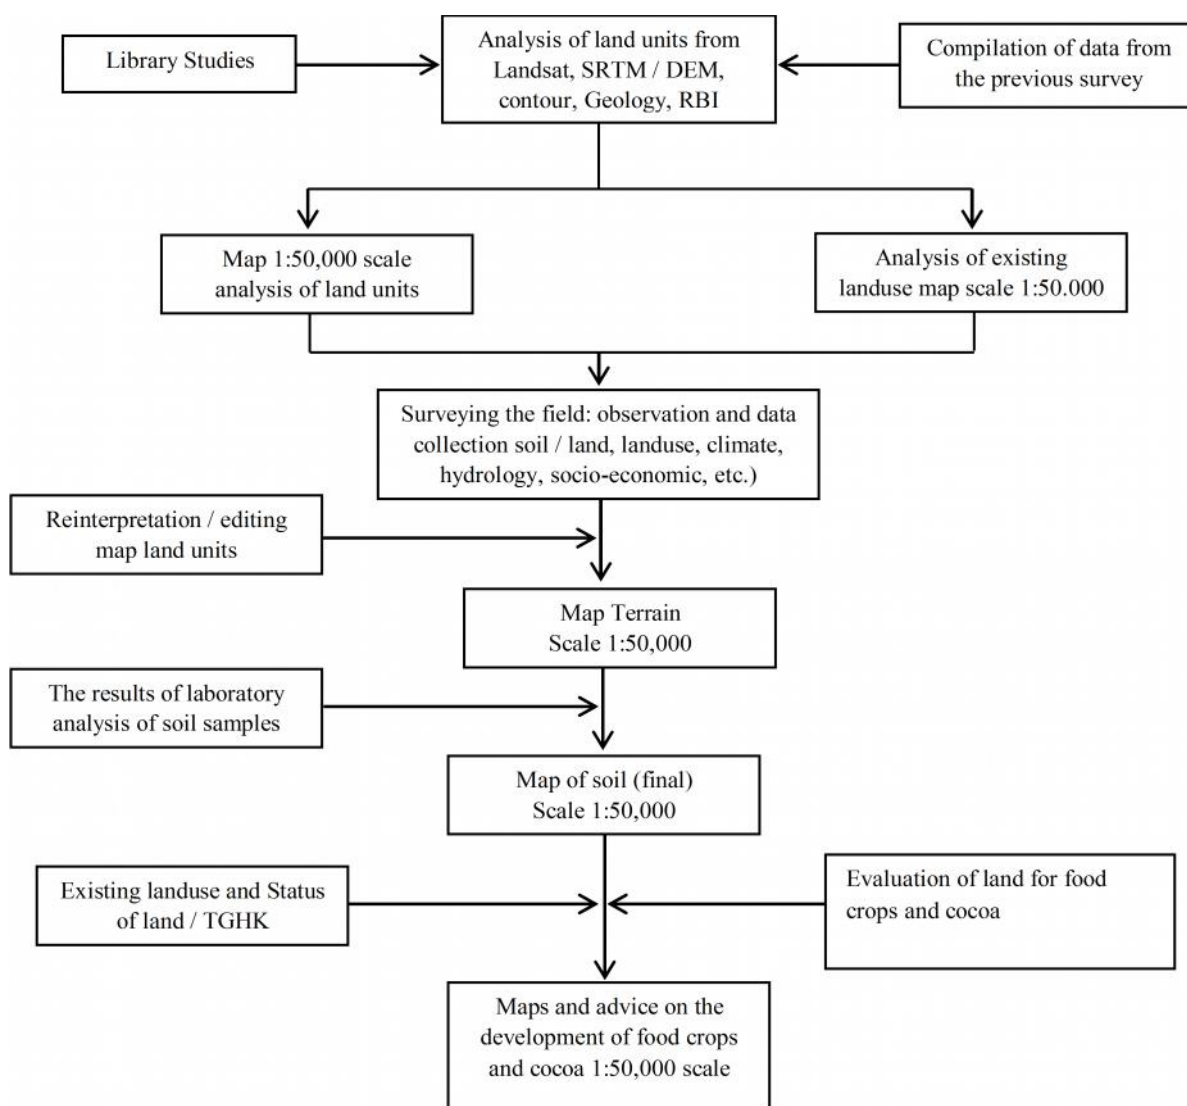 Library Studies
Analysis of land units from
Landsat, SRTM / DEM,
contour, Geology, RBI
Compilation of data from
the previous survey
Map 1:50,000 scale
analysis of land units
Analysis of existing
landuse map scale 1:50.000
Surveying the field: observation and data
collection soil / land, landuse, climate,
hydrology, socio-economic, etc.)
Reinterpretation / editing
map land units
Map Terrain
Scale 1:50,000
The results of laboratory
analysis of soil samples
Map of soil (final)
Scale 1:50,000
Existing landuse and Status
of land / TGHK
Evaluation of land for food
crops and cocoa
Maps and advice on the
development of food crops
and cocoa 1:50,000 scale